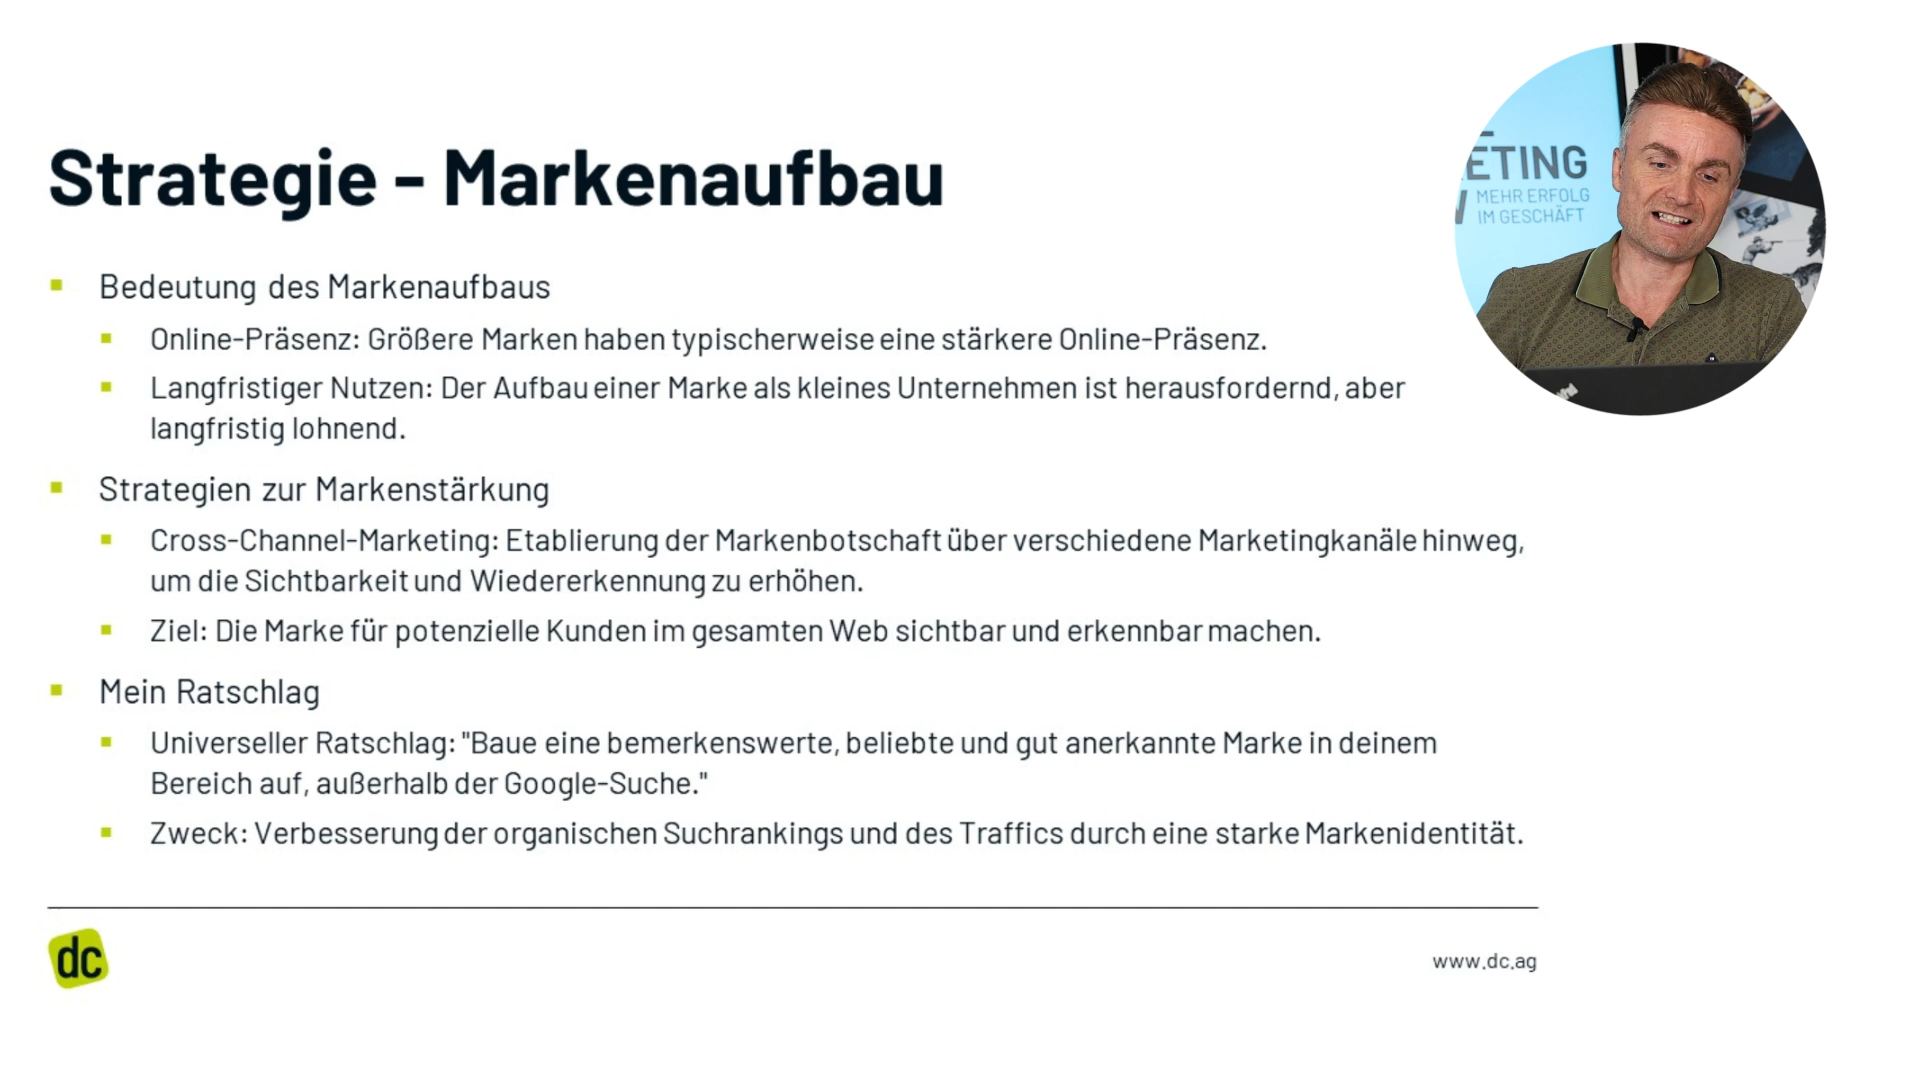 Strategie - Markenaufbau
Bedeutung des Markenaufbaus
Online-Präsenz: Größere Marken haben typischerweise eine stärkere Online-Präsenz.
Langfristiger Nutzen: Der Aufbau einer Marke als kleines Unternehmen ist herausfordernd, aber
langfristig lohnend.
Strategien zur Markenstärkung
Cross-Channel-Marketing: Etablierung der Markenbotschaft über verschiedene Marketingkanäle hinweg,
um die Sichtbarkeit und Wiedererkennung zu erhöhen.
Ziel: Die Marke für potenzielle Kunden im gesamten Web sichtbar und erkennbar machen.
Mein Ratschlag
Universeller Ratschlag: "Baue eine bemerkenswerte, beliebte und gut anerkannte Marke in deinem
Bereich auf, außerhalb der Google-Suche."
Zweck: Verbesserung der organischen Suchrankings und des Traffics durch eine starke Markenidentität.
dc
www.dc.ag
ETING
MEHR ERFOLG
IM GESCHÄFT